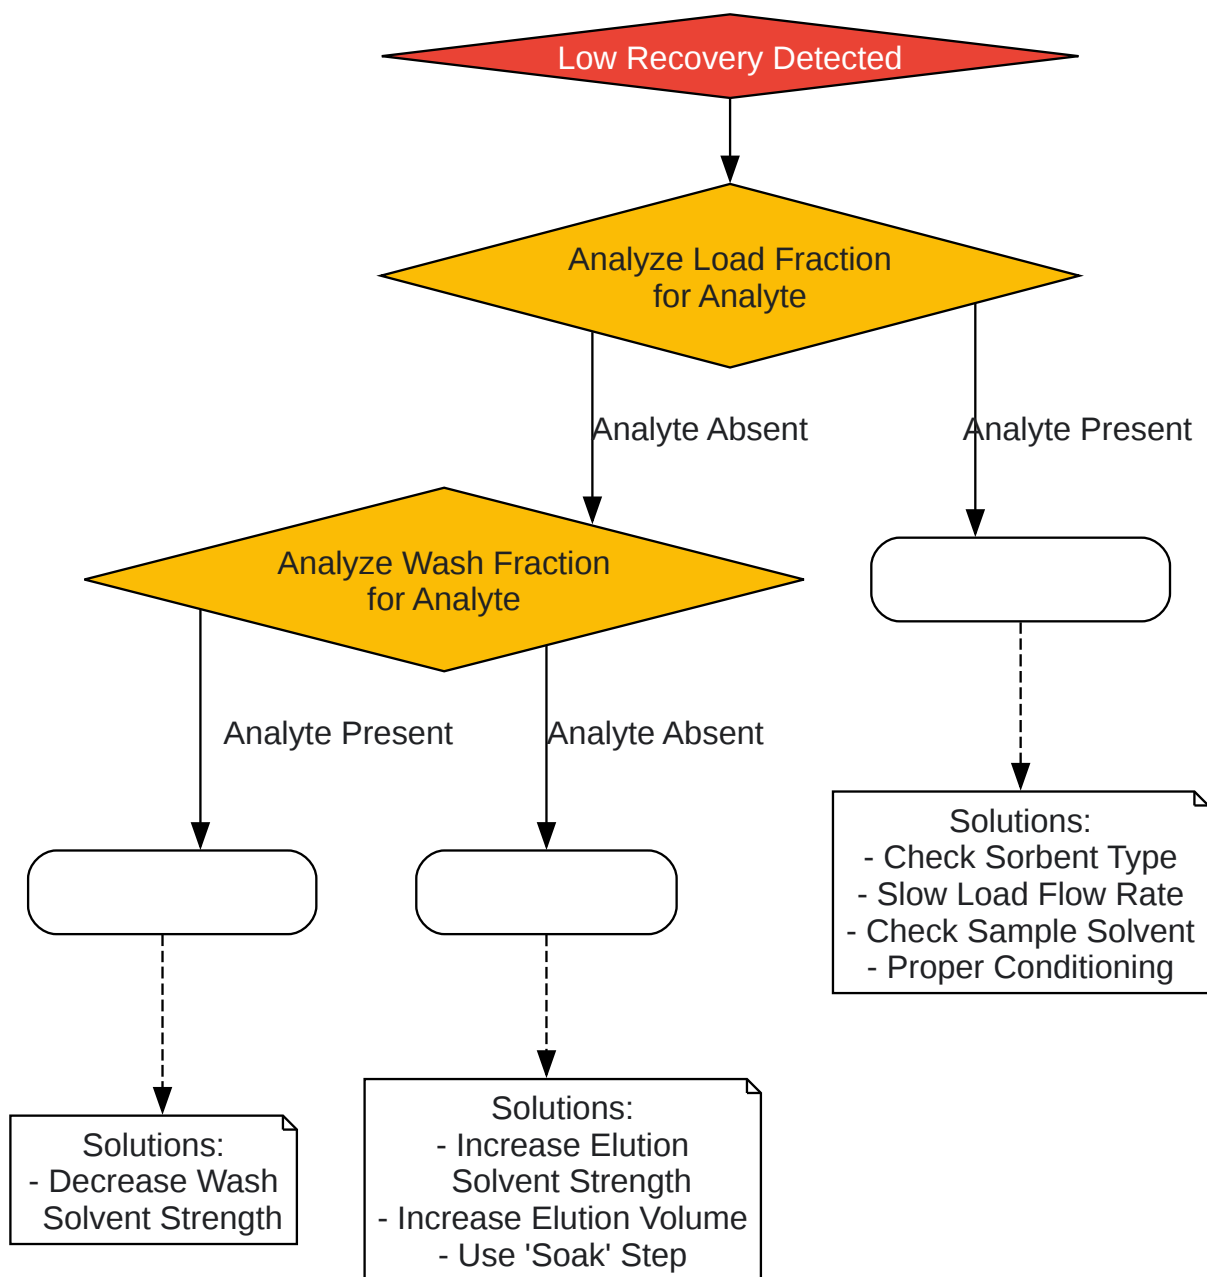 Low Recovery Detected
Analyze Load Fraction
for Analyte
Analyte Absent
Analyte Present
Analyze Wash Fraction
for Analyte
Analyte Present
Analyte Absent
Solutions:
- Check Sorbent Type
- Slow Load Flow Rate
- Check Sample Solvent
- Proper Conditioning
Solutions:
- Decrease Wash
Solvent Strength
Solutions:
- Increase Elution
Solvent Strength
- Increase Elution Volume
- Use 'Soak' Step